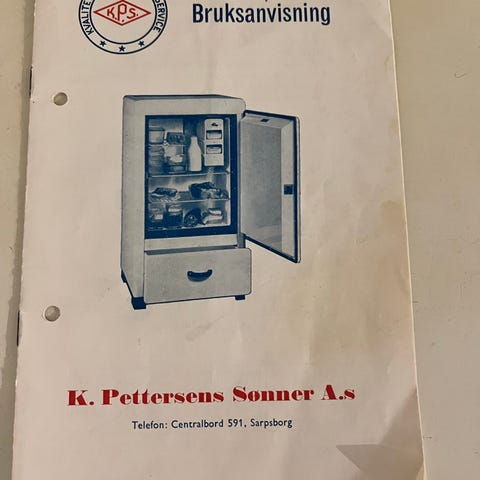 KVALITET SERVICE
K.P.S.
Bruksanvisning
K. Pettersens Sønner A.s
Telefon: Centralbord 591, Sarpsborg